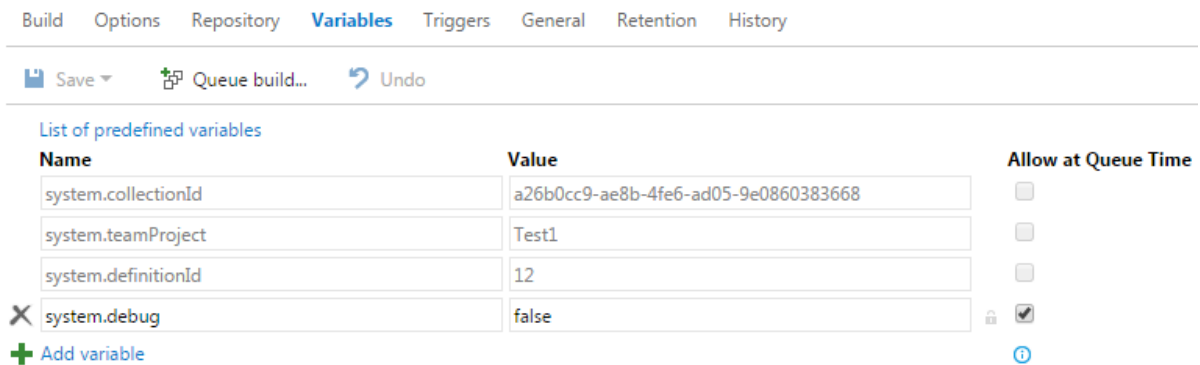 Build Options Repository Variables Triggers General Retention History
Save Queue build... Undo
List of predefined variables
Name Value Allow at Queue Time
system.collectionId a26b0cc9-ae8b-4fe6-ad05-9e0860383668
system.teamProject Test1
system.definitionId 12
system.debug false
Add variable